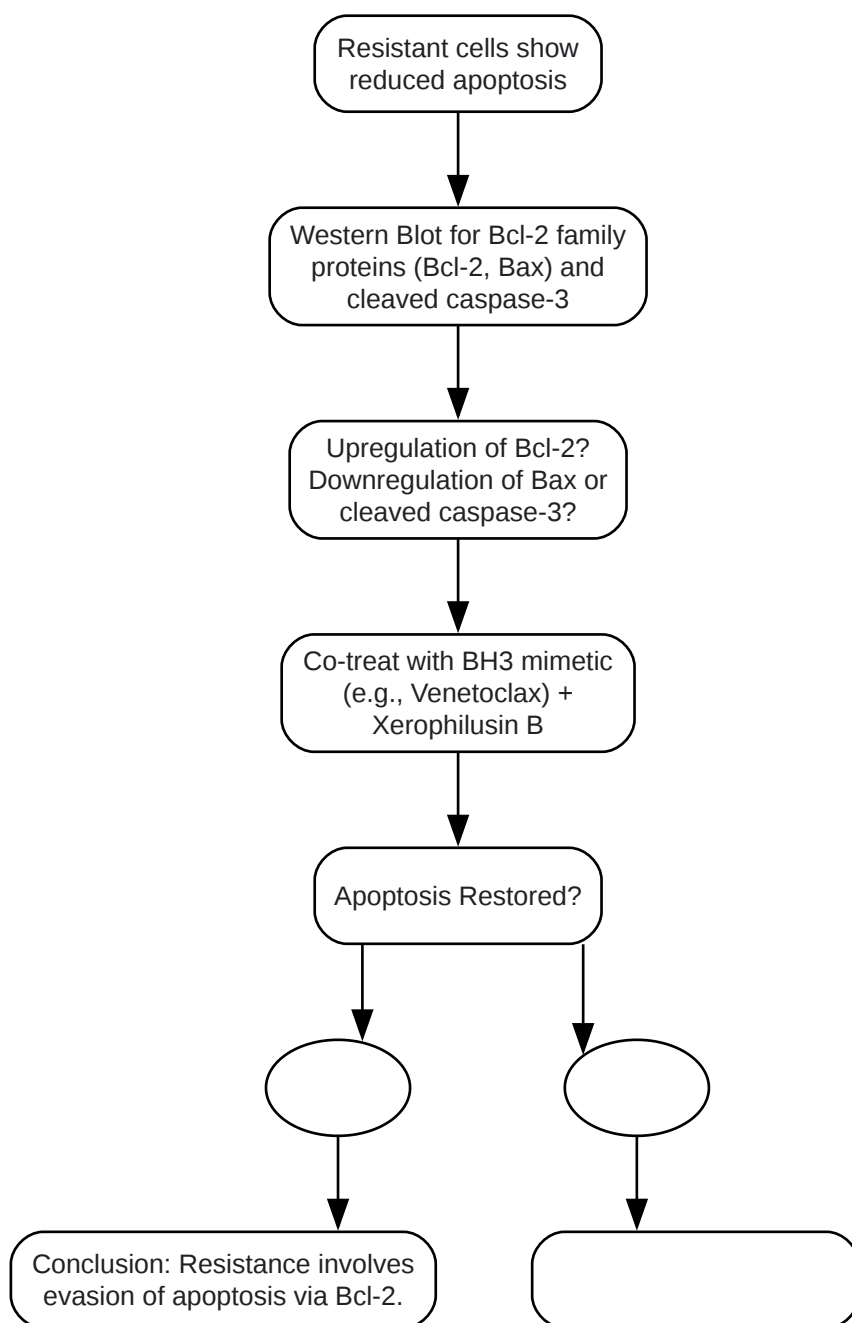 Resistant cells show
reduced apoptosis
Western Blot for Bcl-2 family
proteins (Bcl-2, Bax) and
cleaved caspase-3
Upregulation of Bcl-2?
Downregulation of Bax or
cleaved caspase-3?
Co-treat with BH3 mimetic
(e.g., Venetoclax) +
Xerophilusin B
Apoptosis Restored?
Conclusion: Resistance involves
evasion of apoptosis via Bcl-2.